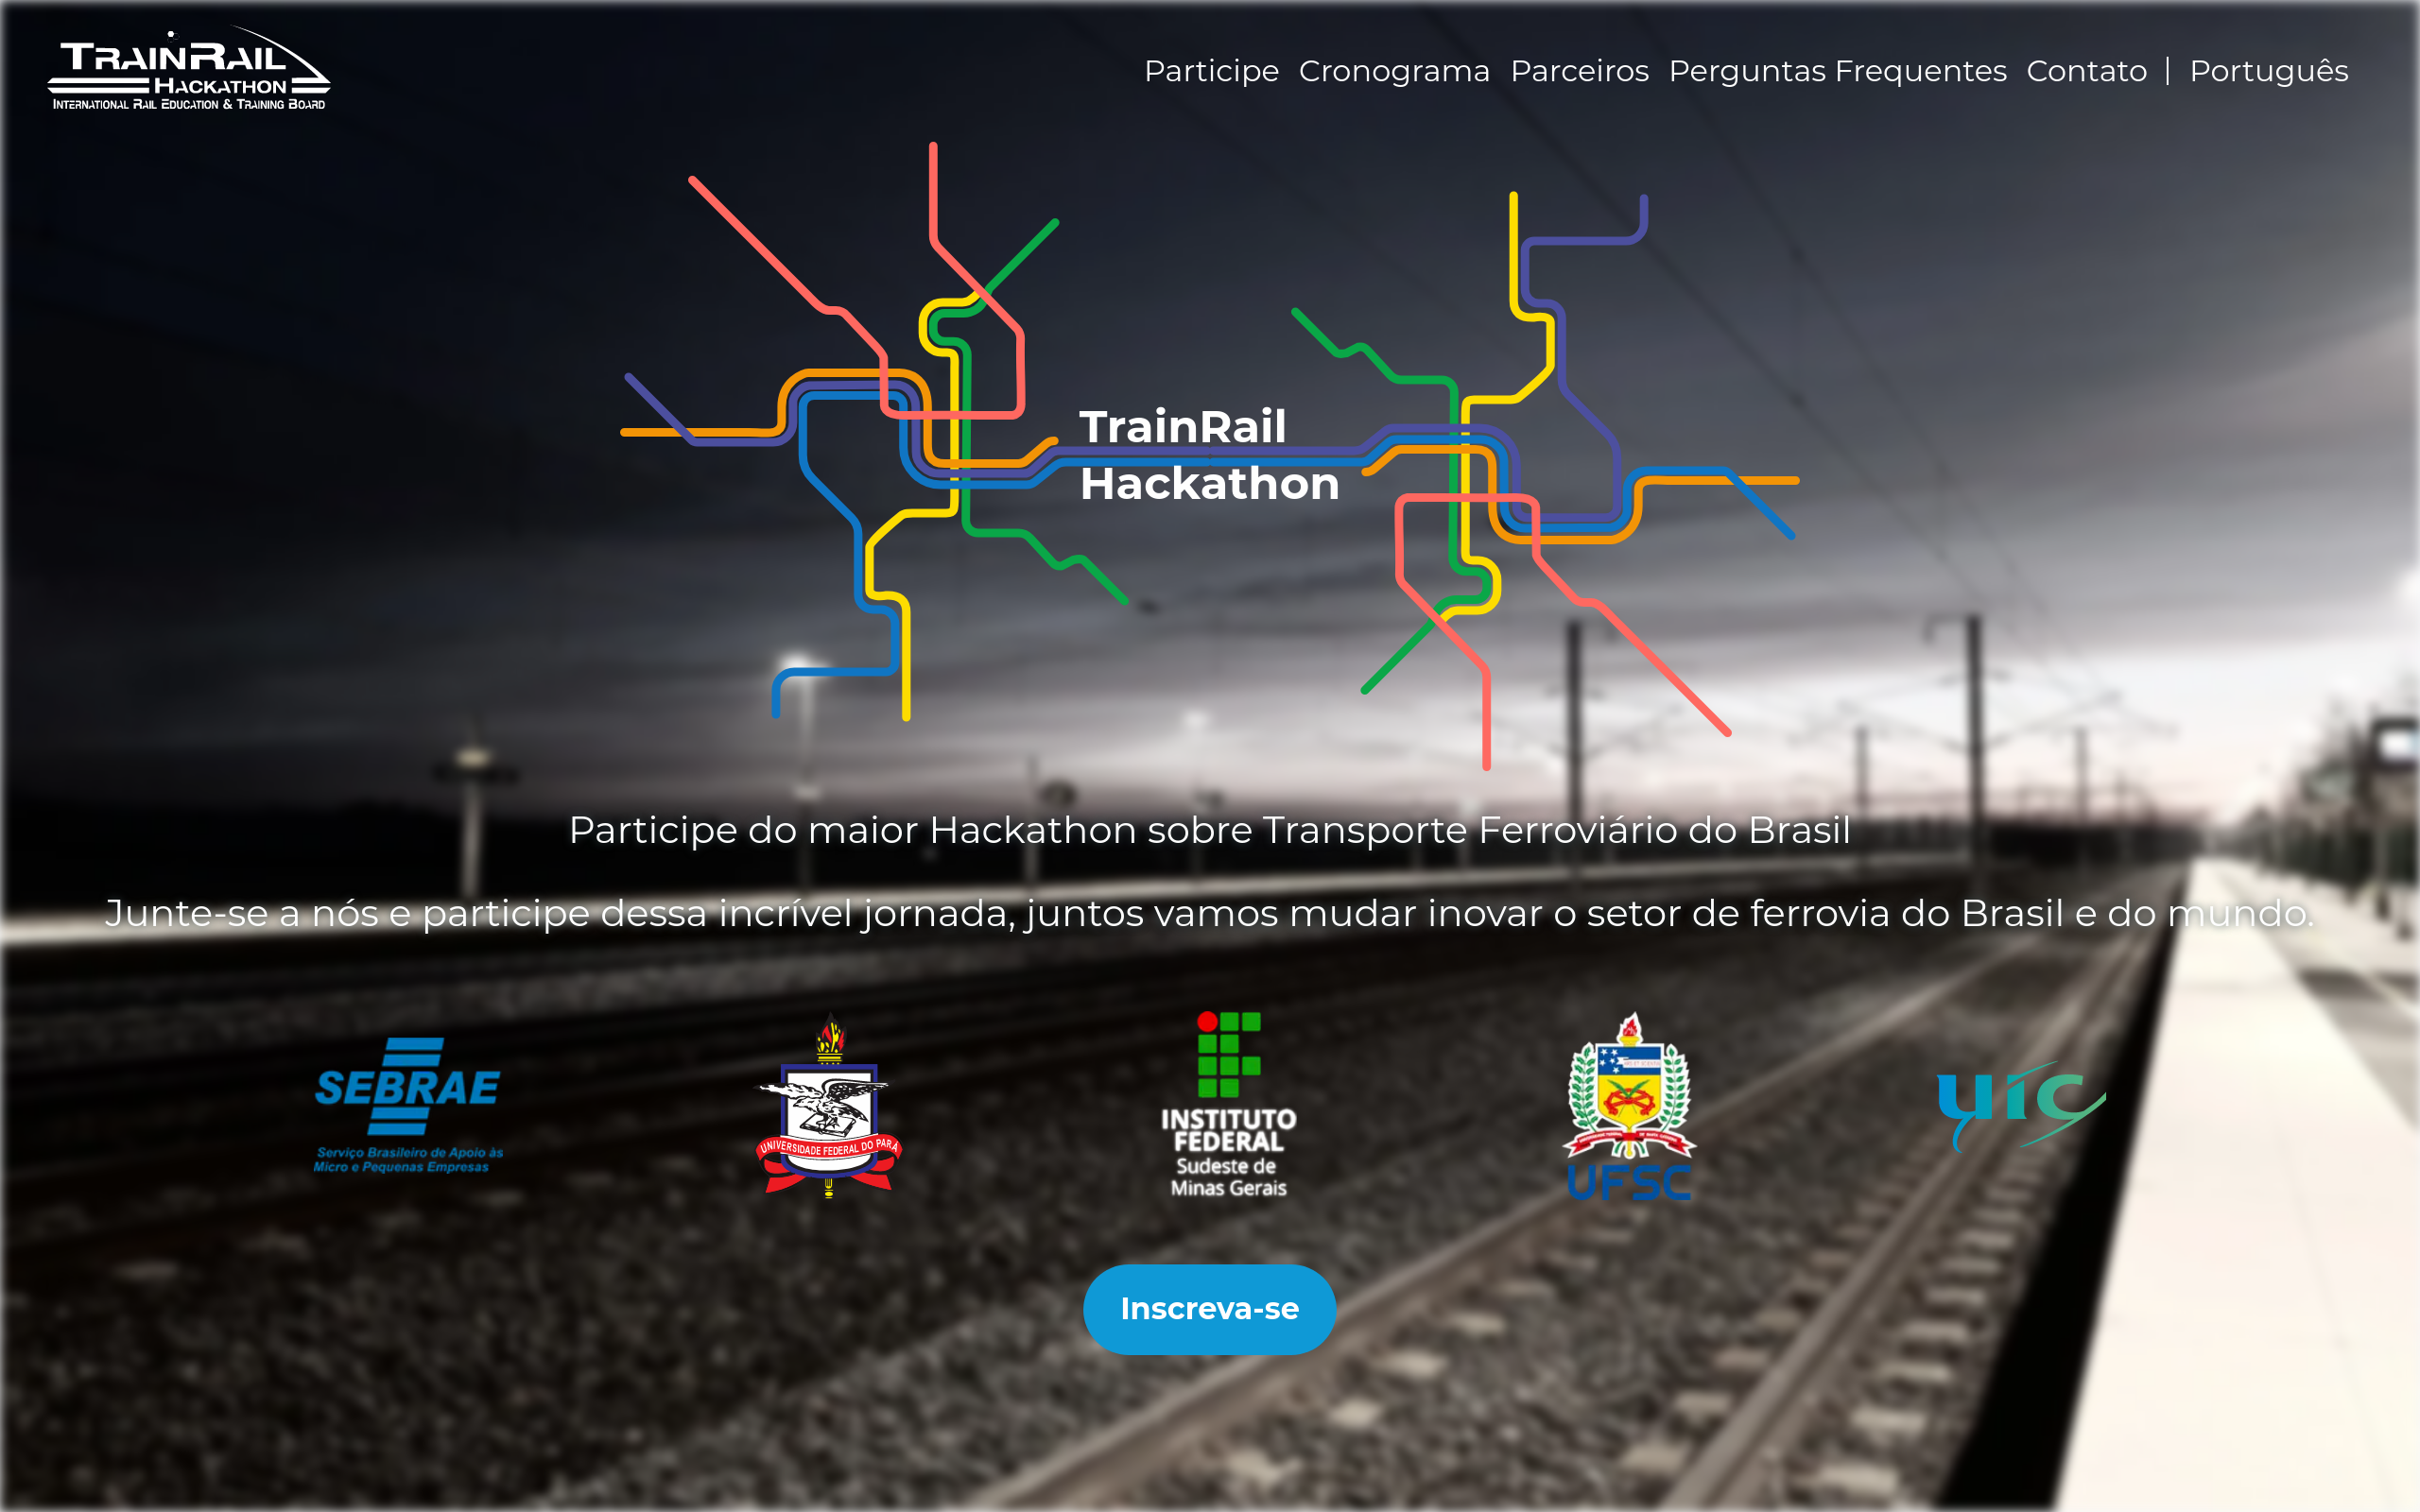 TRAINRAIL
HACKATHON
INTERNATIONAL RAIL EDUCATION & TRAINING BOARD
Participe Cronograma Parceiros Perguntas Frequentes Contato | Português
TrainRail
Hackathon
Participe do maior Hackathon sobre Transporte Ferroviário do Brasil
Junte-se a nós e participe dessa incrível jornada, juntos vamos mudar inovar o setor de ferrovia do Brasil e do mundo.
SEBRAE
Serviço Brasileiro de Apoio às
Micro e Pequenas Empresas
UNIVERSIDADE FEDERAL DO PARÁ
INSTITUTO
FEDERAL
Sudeste de
Minas Gerais
UFSC
uic
Inscreva-se